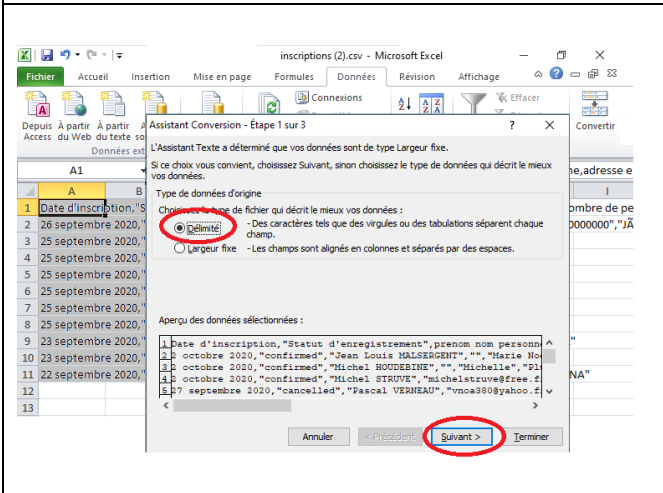 inscriptions (2).csv - Microsoft Excel
Fichier Accueil Insertion Mise en page Formules Données Révision Affichage
Depuis Access
À partir du Web
À partir du texte
Connexions
Effacer
Convertir
Données
A1
ne,adresse e
A B I
Assistant Conversion - Étape 1 sur 3 ? X
L'Assistant Texte a déterminé que vos données sont de type Largeur fixe.
Si ce choix vous convient, choisissez Suivant, sinon choisissez le type de données qui décrit le mieux
vos données.
Type de données d'origine
Choisissez le type de fichier qui décrit le mieux vos données :
Délimité - Des caractères tels que des virgules ou des tabulations séparent chaque
champ.
Largeur fixe - Les champs sont alignés en colonnes et séparés par des espaces.
Aperçu des données sélectionnées :
1 Date d'inscription,"Statut d'enregistrement",prenom nom personn
2 2 octobre 2020,"confirmed","Jean Louis MALSERGENT","","Marie No
3 2 octobre 2020,"confirmed","Michel HOUDEBINE","","Michelle","Pl
4 2 octobre 2020,"confirmed","Michel STRUVE","michelstruve@free.f
5 27 septembre 2020,"cancelled","Pascal VERNEAU","vnoa380@yahoo.f
Annuler <Précédent Suivant > Terminer
1 Date d'inscription,"S ombre de pe
2 26 septembre 2020," 0000000","JÃ
3 25 septembre 2020,"
4 25 septembre 2020,"
5 25 septembre 2020,"
6 25 septembre 2020,"
7 25 septembre 2020,"
8 25 septembre 2020,"
9 23 septembre 2020," "
10 23 septembre 2020,"
11 22 septembre 2020," NA"
12
13